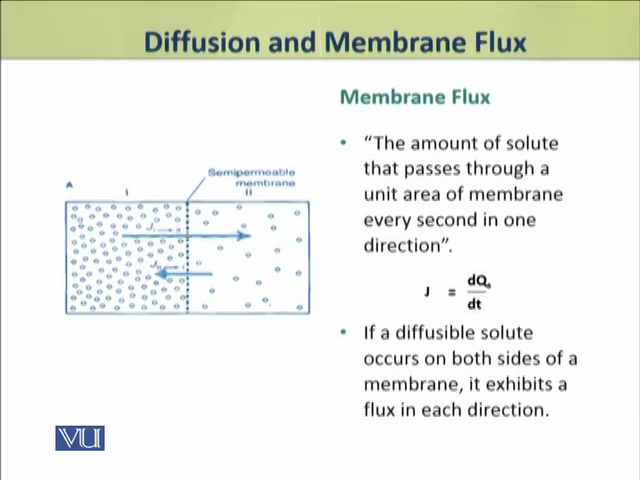 Diffusion and Membrane Flux
Membrane Flux
• “The amount of solute
that passes through a
unit area of membrane
every second in one
direction”.
J = dQs
dt
• If a diffusible solute
occurs on both sides of a
membrane, it exhibits a
flux in each direction.
Semipermeable
membrane
A
I
II
VU